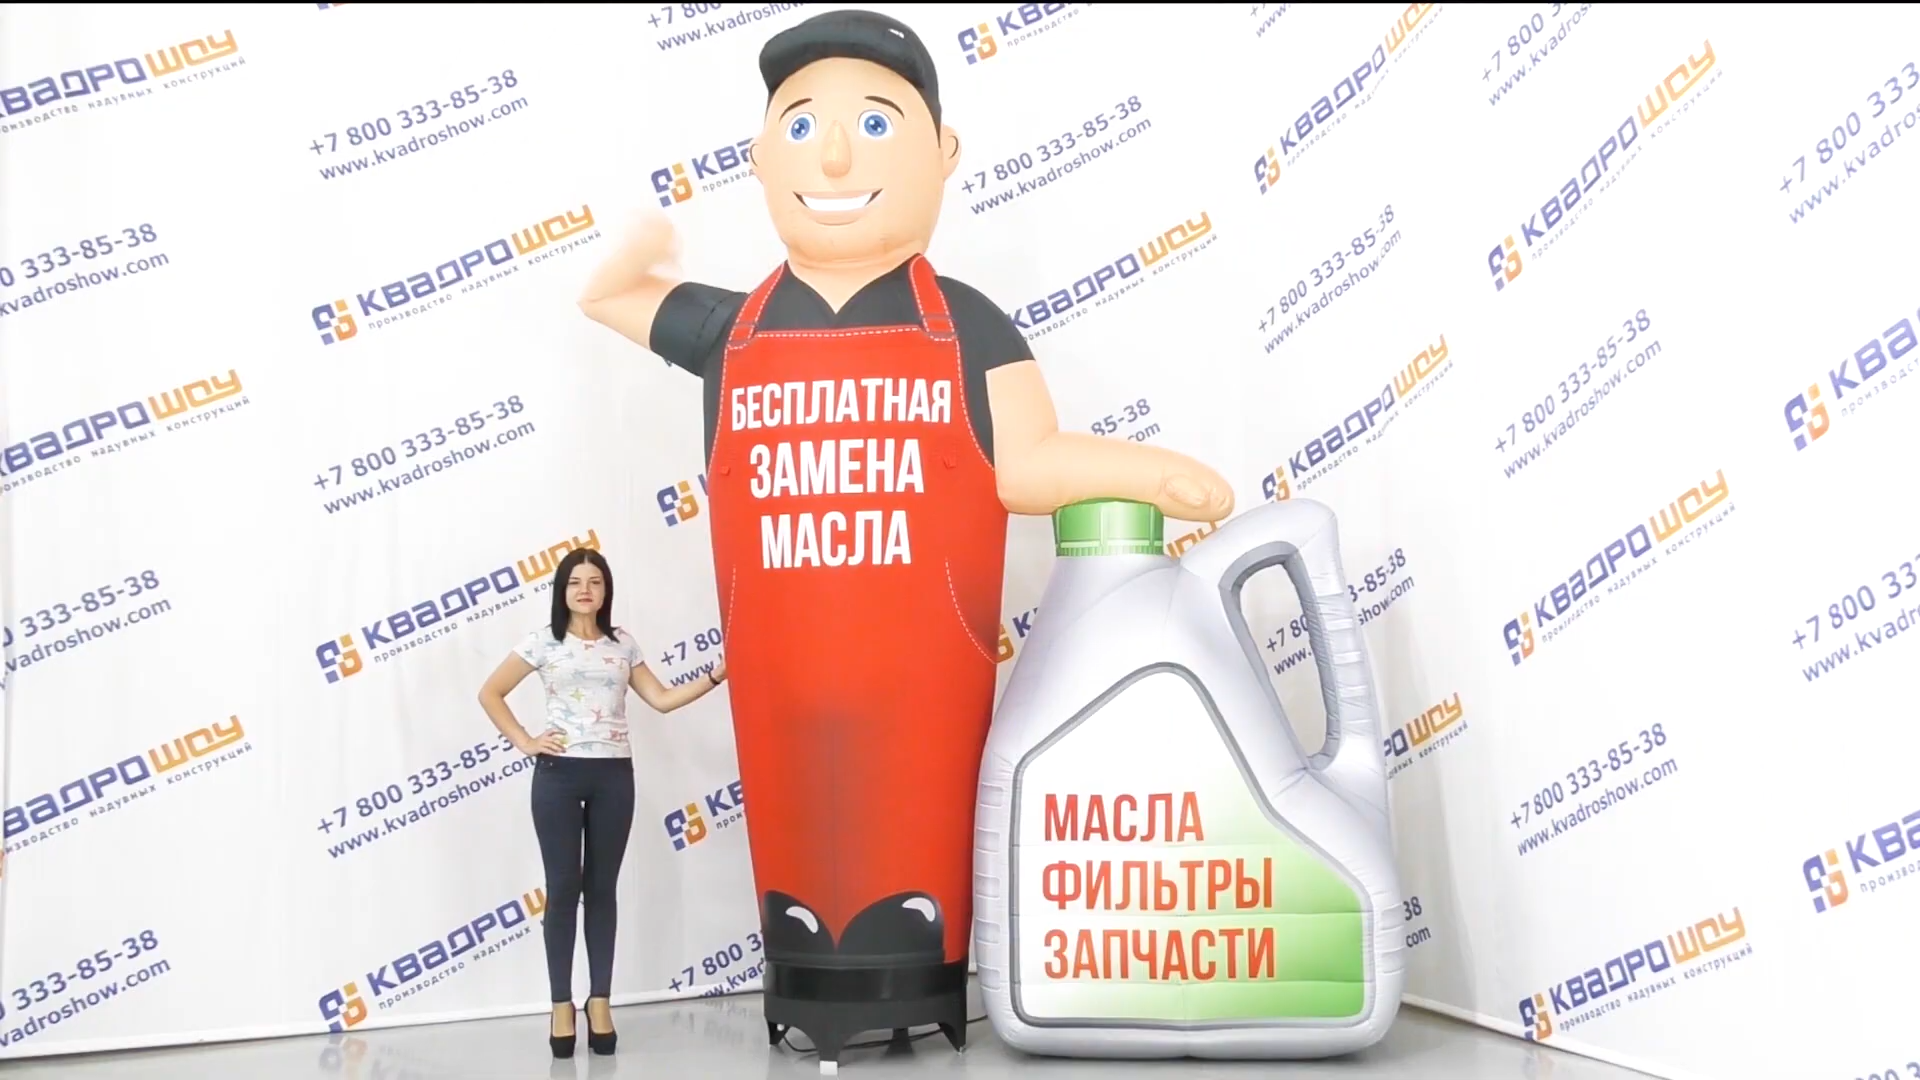 БЕСПЛАТНАЯ
ЗАМЕНА
МАСЛА
МАСЛА
ФИЛЬТРЫ
ЗАПЧАСТИ
КВАДРОШОУ
производство надувных конструкций
+7 800 333-85-38
www.kvadroshow.com